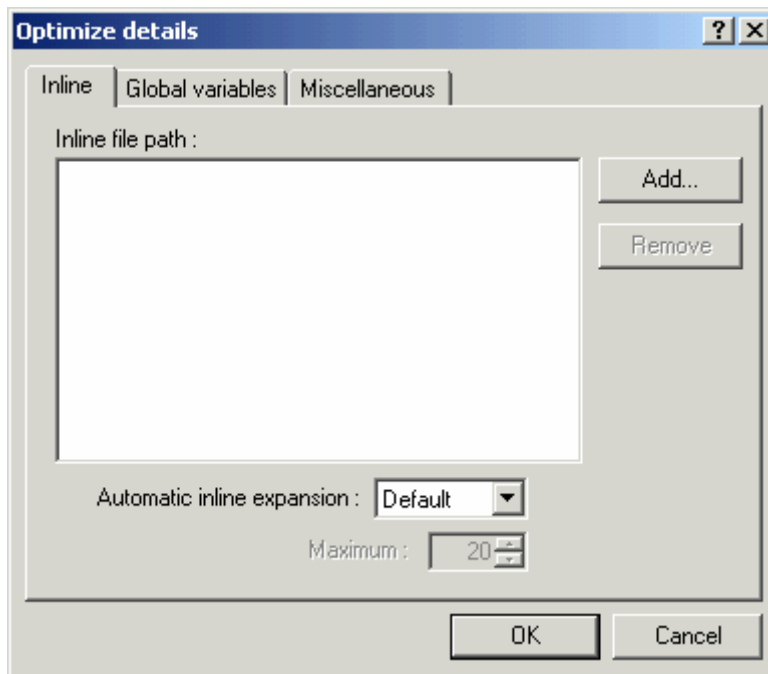 Optimize details
Inline Global variables Miscellaneous
Inline file path :
Add...
Remove
Automatic inline expansion : Default
Maximum : 20
OK Cancel